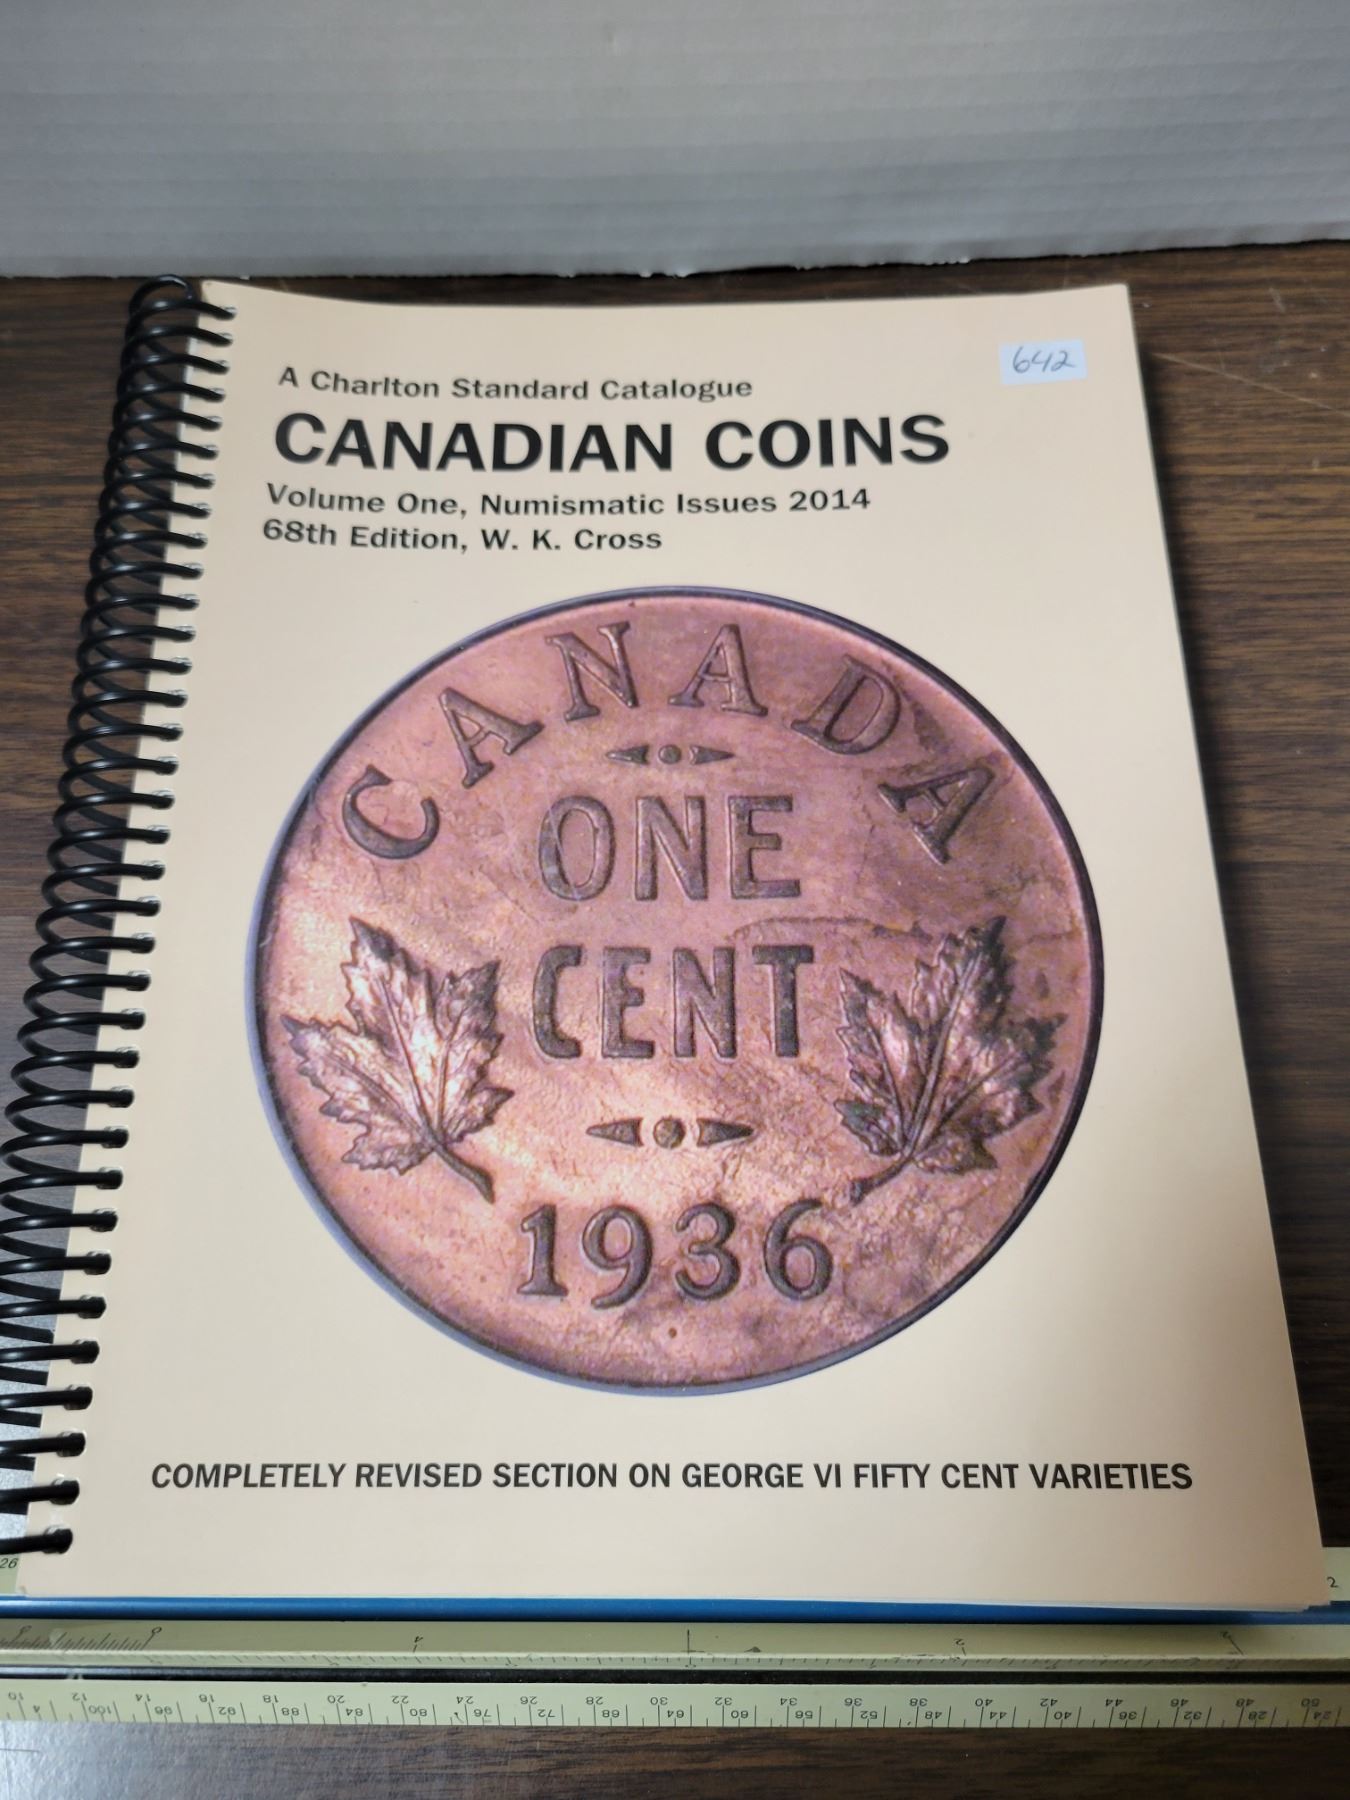 642
A Charlton Standard Catalogue
CANADIAN COINS
Volume One, Numismatic Issues 2014
68th Edition, W. K. Cross
CANADA
ONE
CENT
1936
COMPLETELY REVISED SECTION ON GEORGE VI FIFTY CENT VARIETIES